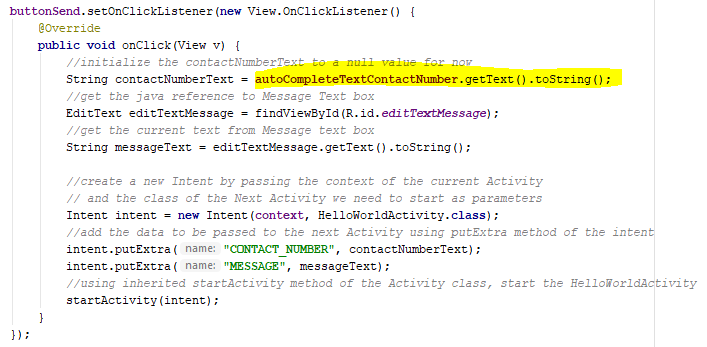 buttonSend.setOnClickListener(new View.OnClickListener() {
@Override
public void onClick(View v) {
//initialize the contactNumberText to a null value for now
String contactNumberText = autoCompleteTextContactNumber.getText().toString();
//get the java reference to Message Text box
EditText editTextMessage = findViewById(R.id.editTextMessage);
//get the current text from Message text box
String messageText = editTextMessage.getText().toString();
//create a new Intent by passing the context of the current Activity
// and the class of the Next Activity we need to start as parameters
Intent intent = new Intent(context, HelloWorldActivity.class);
//add the data to be passed to the next Activity using putExtra method of the intent
intent.putExtra( name: "CONTACT_NUMBER", contactNumberText);
intent.putExtra( name: "MESSAGE", messageText);
//using inherited startActivity method of the Activity class, start the HelloWorldActivity
startActivity(intent);
}
});